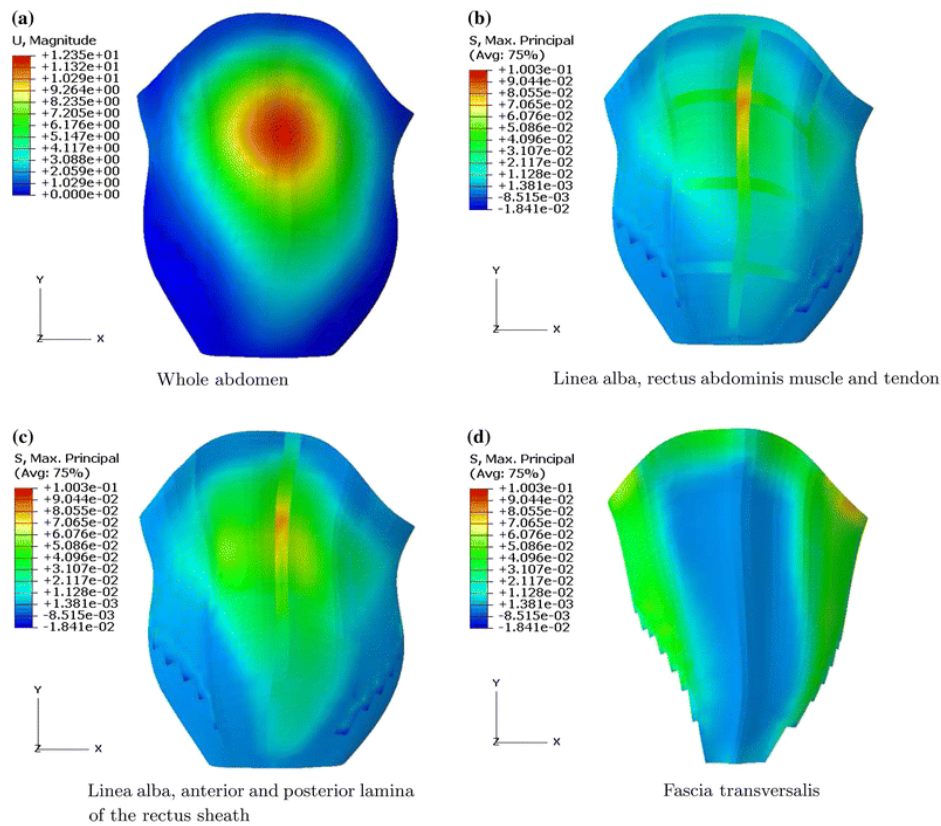 (a)
U, Magnitude
+1.235e+01
+1.132e+01
+1.029e+01
+9.264e+00
+8.235e+00
+7.205e+00
+6.176e+00
+5.147e+00
+4.117e+00
+3.088e+00
+2.059e+00
+1.029e+00
+0.000e+00
Y
Z X
Whole abdomen
(b)
S, Max. Principal
(Avg: 75%)
+1.003e-01
+9.044e-02
+8.055e-02
+7.065e-02
+6.076e-02
+5.086e-02
+4.096e-02
+3.107e-02
+2.117e-02
+1.128e-02
+1.381e-03
-8.515e-03
-1.841e-02
Y
Z X
Linea alba, rectus abdominis muscle and tendon
(c)
S, Max. Principal
(Avg: 75%)
+1.003e-01
+9.044e-02
+8.055e-02
+7.065e-02
+6.076e-02
+5.086e-02
+4.096e-02
+3.107e-02
+2.117e-02
+1.128e-02
+1.381e-03
-8.515e-03
-1.841e-02
Y
Z X
Linea alba, anterior and posterior lamina
of the rectus sheath
(d)
S, Max. Principal
(Avg: 75%)
+1.003e-01
+9.044e-02
+8.055e-02
+7.065e-02
+6.076e-02
+5.086e-02
+4.096e-02
+3.107e-02
+2.117e-02
+1.128e-02
+1.381e-03
-8.515e-03
-1.841e-02
Y
Z X
Fascia transversalis